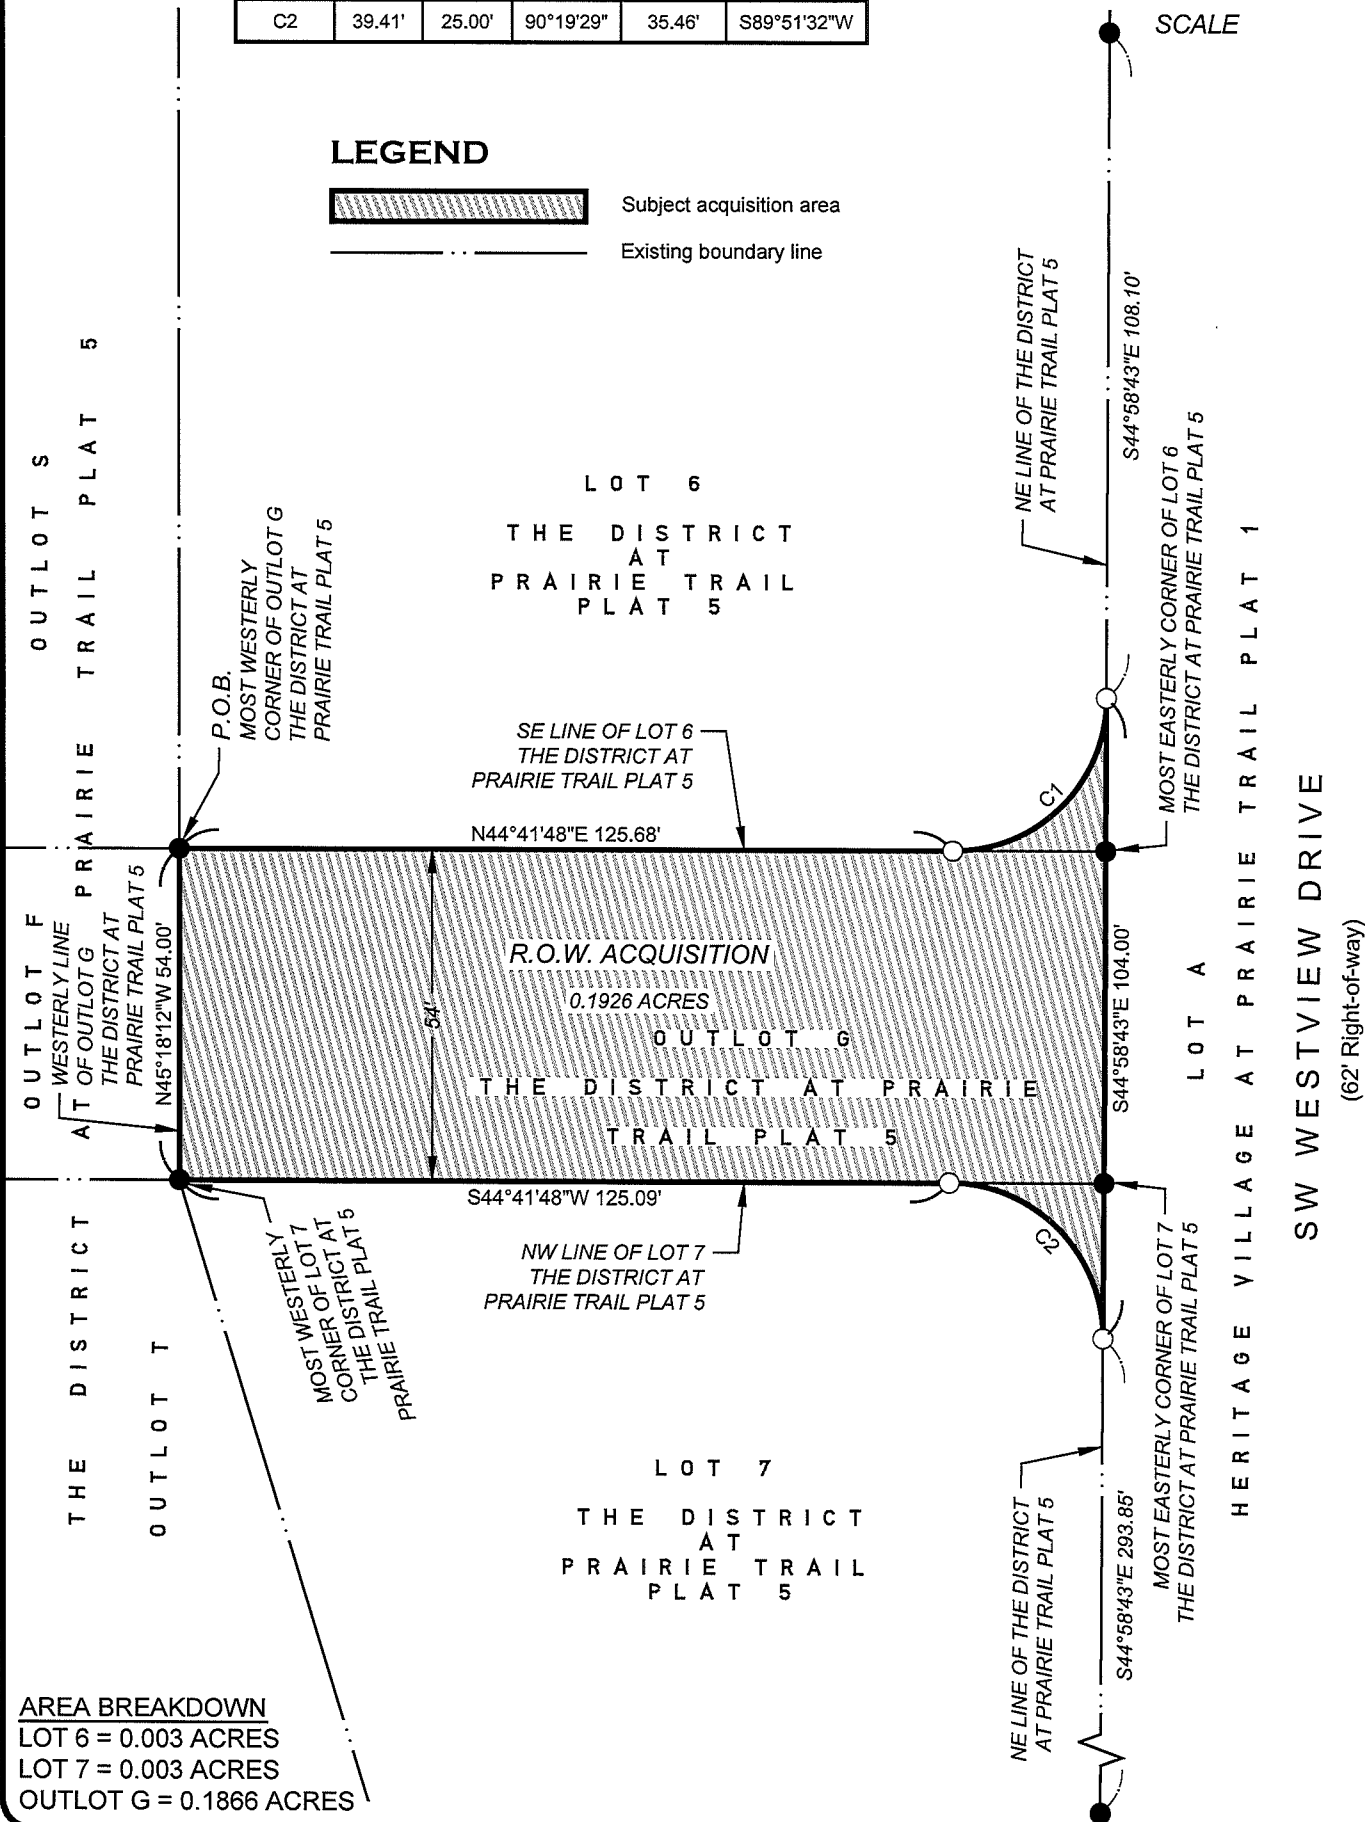 C2 39.41' 25.00' 90°19'29" 35.46' S89°51'32"W
SCALE
LEGEND
Subject acquisition area
Existing boundary line
OUTLOT S
THE DISTRICT AT PRAIRIE TRAIL PLAT 5
OUTLOT F
OUTLOT T
P.O.B.
MOST WESTERLY
CORNER OF OUTLOT G
THE DISTRICT AT
PRAIRIE TRAIL PLAT 5
LOT 6
THE DISTRICT
AT
PRAIRIE TRAIL
PLAT 5
NE LINE OF THE DISTRICT
AT PRAIRIE TRAIL PLAT 5
S44°58'43"E 108.10'
SE LINE OF LOT 6
THE DISTRICT AT
PRAIRIE TRAIL PLAT 5
N44°41'48"E 125.68'
C1
MOST EASTERLY CORNER OF LOT 6
THE DISTRICT AT PRAIRIE TRAIL PLAT 5
WESTERLY LINE
OF OUTLOT G
THE DISTRICT AT
PRAIRIE TRAIL PLAT 5
N45°18'12"W 54.00'
54'
R.O.W. ACQUISITION
0.1926 ACRES
OUTLOT G
THE DISTRICT AT PRAIRIE
TRAIL PLAT 5
S44°58'43"E 104.00'
LOT A
HERITAGE VILLAGE AT PRAIRIE TRAIL PLAT 1
SW WESTVIEW DRIVE
(62' Right-of-way)
S44°41'48"W 125.09'
NW LINE OF LOT 7
THE DISTRICT AT
PRAIRIE TRAIL PLAT 5
C2
MOST WESTERLY
CORNER OF LOT 7
THE DISTRICT AT
PRAIRIE TRAIL PLAT 5
MOST EASTERLY CORNER OF LOT 7
THE DISTRICT AT PRAIRIE TRAIL PLAT 5
LOT 7
THE DISTRICT
AT
PRAIRIE TRAIL
PLAT 5
NE LINE OF THE DISTRICT
AT PRAIRIE TRAIL PLAT 5
S44°58'43"E 293.85'
AREA BREAKDOWN
LOT 6 = 0.003 ACRES
LOT 7 = 0.003 ACRES
OUTLOT G = 0.1866 ACRES